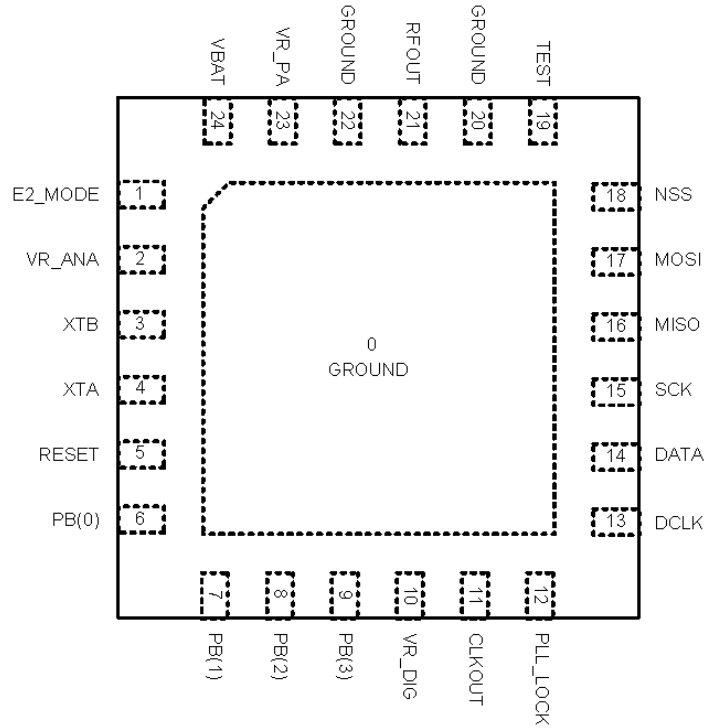 VBAT
VR_PA
GROUND
RFOUT
GROUND
TEST
24
23
22
21
20
19
E2_MODE 1
VR_ANA 2
XTB 3
XTA 4
RESET 5
PB(0) 6
0
GROUND
18 NSS
17 MOSI
16 MISO
15 SCK
14 DATA
13 DCLK
7
8
9
10
11
12
PB(1)
PB(2)
PB(3)
VR_DIG
CLKOUT
PLL_LOCK